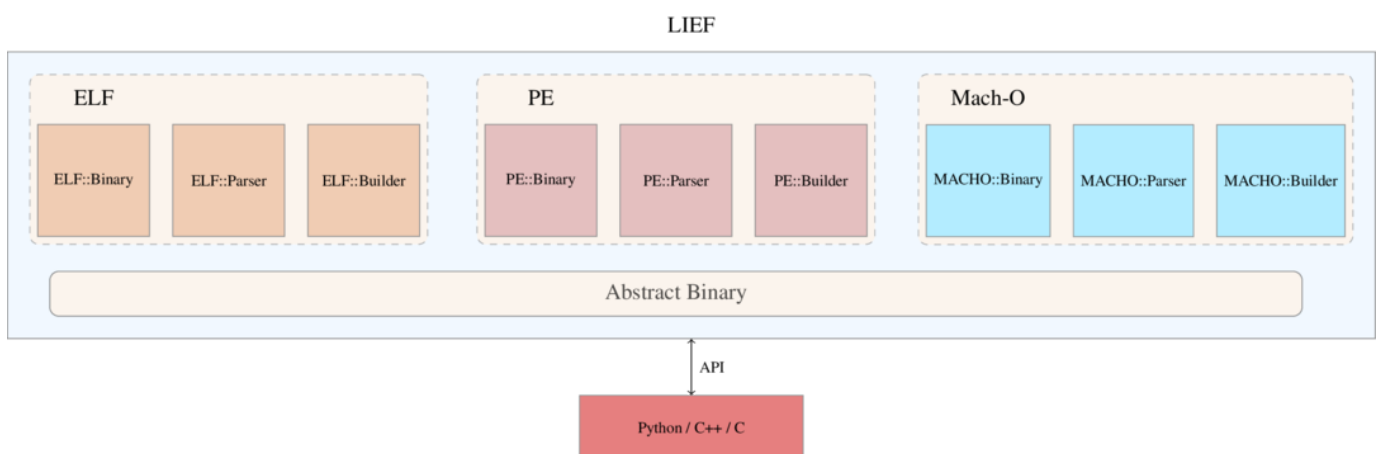 LIEF
ELF
PE
Mach-O
ELF::Binary
ELF::Parser
ELF::Builder
PE::Binary
PE::Parser
PE::Builder
MACHO::Binary
MACHO::Parser
MACHO::Builder
Abstract Binary
API
Python / C++ / C